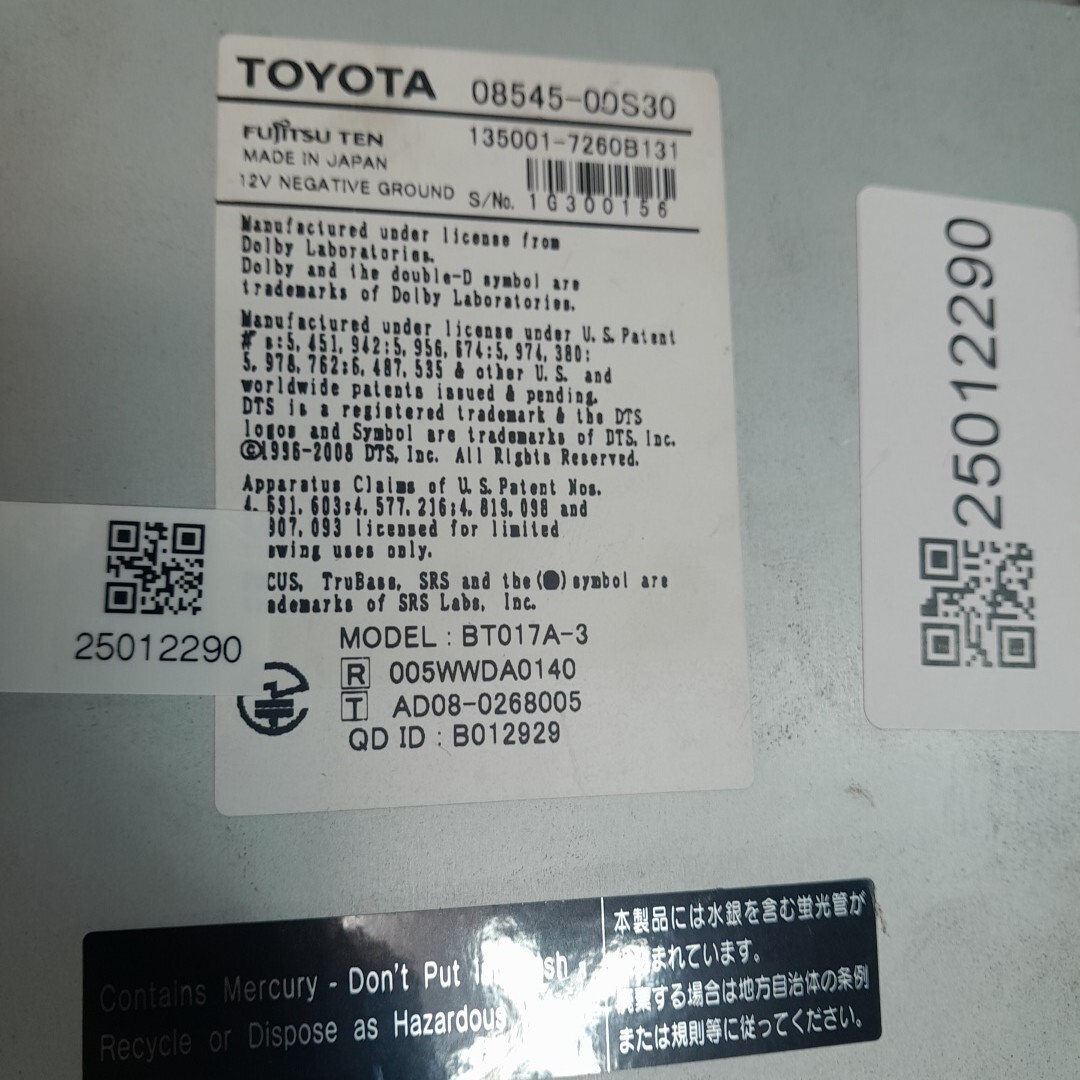 TOYOTA 08545-00S30
FUJITSU TEN 135001-7260B131
MADE IN JAPAN
12V NEGATIVE GROUND S/No. 1G300156
Manufactured under license from
Dolby Laboratories.
Dolby and the double-D symbol are
trademarks of Dolby Laboratories.
Manufactured under license under U.S. Patent
# s:5,451,942;5,956,674;5,974,380;
5,978,762;6,487,535 & other U.S. and
worldwide patents issued & pending.
DTS is a registered trademark & the DTS
logos and Symbol are trademarks of DTS, Inc.
©1996-2008 DTS, Inc. All Rights Reserved.
Apparatus Claims of U.S. Patent Nos.
4,631,603;4,577,216;4,819,098 and
907,093 licensed for limited
wing uses only.
CUS, TruBass, SRS and the (●) symbol are
ademarks of SRS Labs, Inc.
MODEL : BT017A-3
R 005WWDA0140
T AD08-0268005
QD ID : B012929
25012290
25012290
Contains Mercury - Don't Put
Recycle or Dispose as Hazardous
本製品には水銀を含む蛍光管が
まれています。
廃棄する場合は地方自治体の条例
または規則等に従ってください。